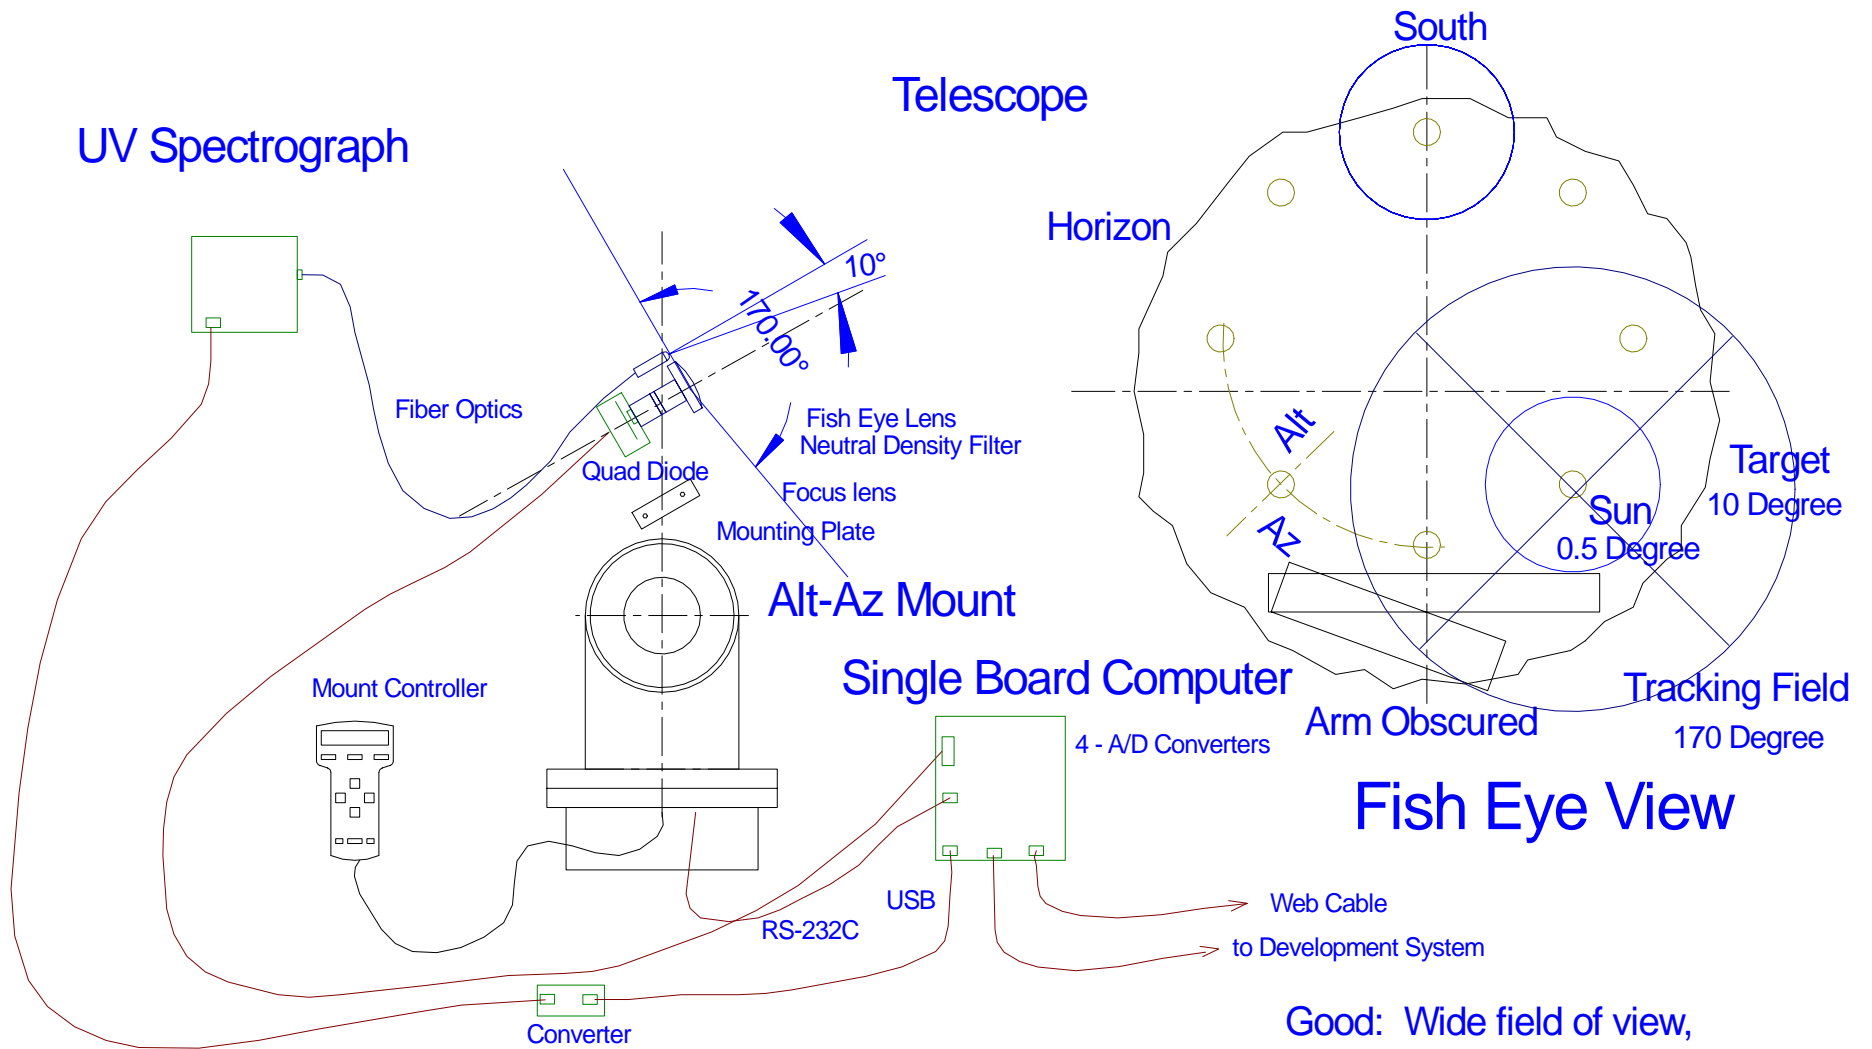 South
Telescope
UV Spectrograph
Horizon
10°
170.00°
Fiber Optics
Fish Eye Lens
Neutral Density Filter
Quad Diode
Focus lens
Mounting Plate
Alt
Az
Target
10 Degree
Sun
0.5 Degree
Alt-Az Mount
Single Board Computer
Mount Controller
Tracking Field
170 Degree
Arm Obscured
4 - A/D Converters
Fish Eye View
USB
RS-232C
Web Cable
to Development System
Converter
Good:  Wide field of view,